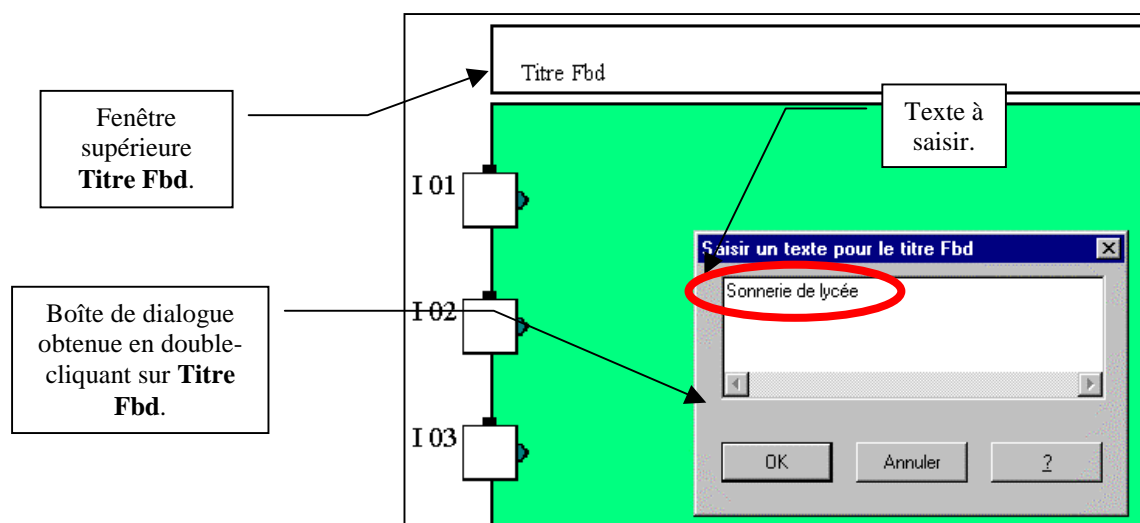 Titre Fbd
Fenêtre
supérieure
Titre Fbd.
Texte à
saisir.
I 01
Saisir un texte pour le titre Fbd
Sonnerie de lycée
I 02
Boîte de dialogue
obtenue en double-
cliquant sur Titre
Fbd.
I 03
OK
Annuler
?